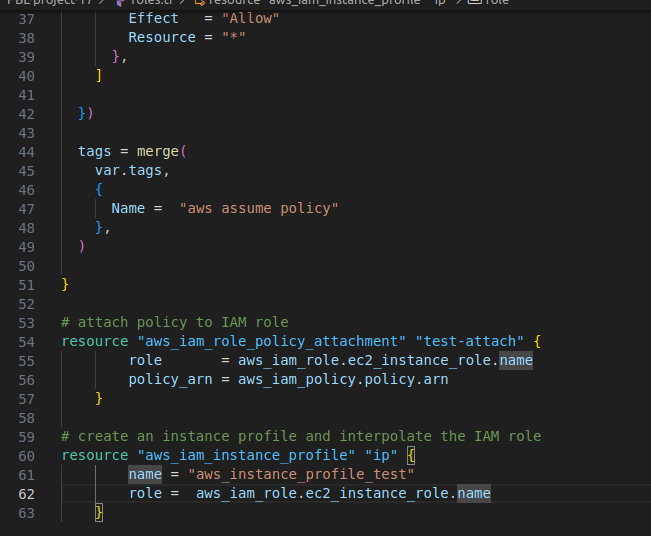 PBL project-17 > roles.tf > resource "aws_iam_instance_profile" "ip" > role
37 Effect   = "Allow"
38 Resource = "*"
39 },
40 ]
41
42 })
43
44 tags = merge(
45 var.tags,
46 {
47 Name =  "aws assume policy"
48 },
49 )
50
51 }
52
53 # attach policy to IAM role
54 resource "aws_iam_role_policy_attachment" "test-attach" {
55 role       = aws_iam_role.ec2_instance_role.name
56 policy_arn = aws_iam_policy.policy.arn
57 }
58
59 # create an instance profile and interpolate the IAM role
60 resource "aws_iam_instance_profile" "ip" {
61 name = "aws_instance_profile_test"
62 role =  aws_iam_role.ec2_instance_role.name
63 }